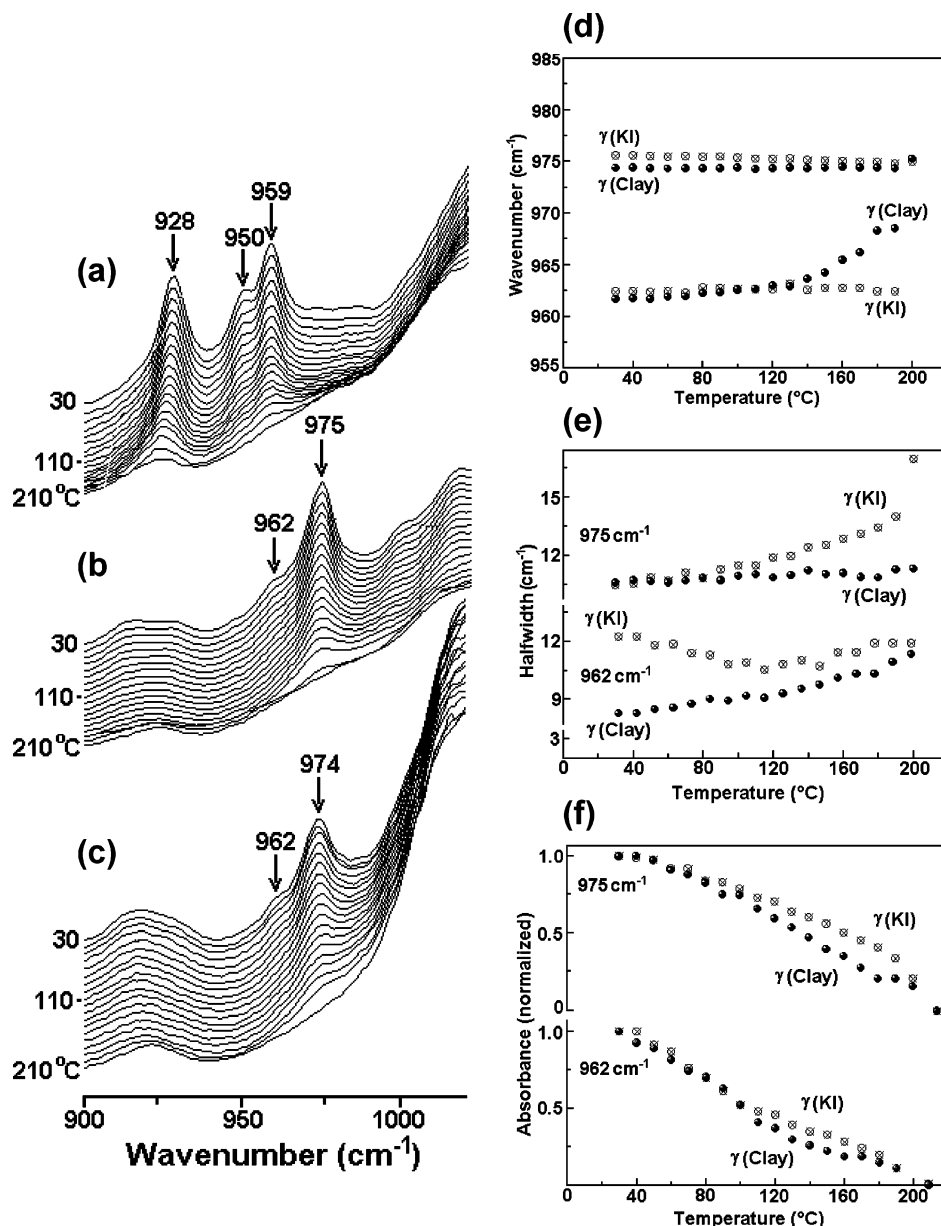 (a)
928
950
959
30
110-
210°C
(b)
962
975
30
110-
210°C
(c)
962
974
30
110-
210°C
900
950
1000
Wavenumber (cm-1)
(d)
985
980
975
970
965
960
955
Wavenumber (cm-1)
γ (KI)
γ (Clay)
γ (Clay)
γ (KI)
0 40 80 120 160 200
Temperature (°C)
(e)
15
12
12
9
3
Halfwidth (cm-1)
975 cm-1
γ (KI)
γ (Clay)
γ (KI)
962 cm-1
γ (Clay)
0 40 80 120 160 200
Temperature (°C)
(f)
1.0
0.5
0
1.0
0.5
Absorbance (normalized)
975 cm-1
γ (KI)
γ (Clay)
962 cm-1
γ (KI)
γ (Clay)
0 40 80 120 160 200
Temperature (°C)